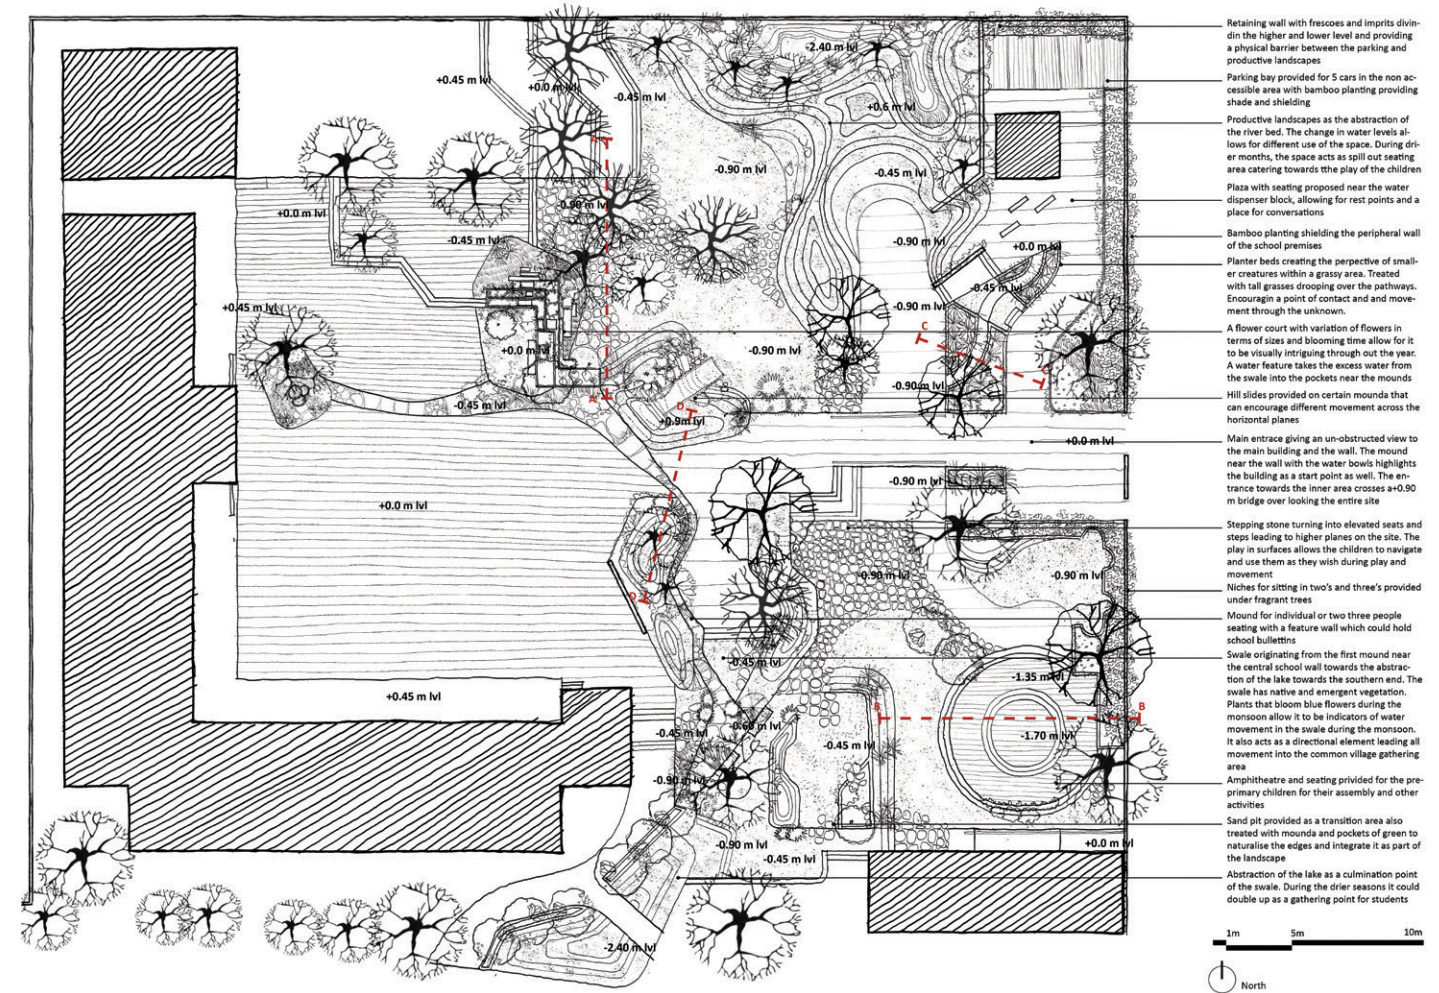 Retaining wall with frescoes and imprits divin-
din the higher and lower level and providing
a physical barrier between the parking and
productive landscapes
Parking bay provided for 5 cars in the non ac-
cessible area with bamboo planting providing
shade and shielding
Productive landscapes as the abstraction of
the river bed. The change in water levels al-
lows for different use of the space. During dri-
er months, the space acts as spill out seating
area catering towards tthe play of the children
Plaza with seating proposed near the water
dispenser block, allowing for rest points and a
place for conversations
Bamboo planting shielding the peripheral wall
of the school premises
Planter beds creating the perpective of small-
er creatures within a grassy area. Treated
with tall grasses drooping over the pathways.
Encouragin a point of contact and and move-
ment through the unknown.
A flower court with variation of flowers in
terms of sizes and blooming time allow for it
to be visually intriguing through out the year.
A water feature takes the excess water from
the swale into the pockets near the mounds
Hill slides provided on certain mounda that
can encourage different movement across the
horizontal planes
Main entrace giving an un-obstructed view to
the main building and the wall. The mound
near the wall with the water bowls highlights
the building as a start point as well. The en-
trance towards the inner area crosses a+0.90
m bridge over looking the entire site
Stepping stone turning into elevated seats and
steps leading to higher planes on the site. The
play in surfaces allows the children to navigate
and use them as they wish during play and
movement
Niches for sitting in two's and three's provided
under fragrant trees
Mound for individual or two three people
seating with a feature wall which could hold
school bullettins
Swale originating from the first mound near
the central school wall towards the abstrac-
tion of the lake towards the southern end. The
swale has native and emergent vegetation.
Plants that bloom blue flowers during the
monsoon allow it to be indicators of water
movement in the swale during the monsoon.
It also acts as a directional element leading all
movement into the common village gathering
area
Amphitheatre and seating privided for the pre-
primary children for their assembly and other
activities
Sand pit provided as a transition area also
treated with mounda and pockets of green to
naturalise the edges and integrate it as part of
the landscape
Abstraction of the lake as a culmination point
of the swale. During the drier seasons it could
double up as a gathering point for students
1m 5m 10m
North
-2.40 m lvl
+0.45 m lvl
+0.0 m lvl
-0.45 m lvl
+0.6 m lvl
-0.90 m lvl
-0.45 m lvl
-0.90 m lvl
+0.0 m lvl
-0.45 m lvl
-0.90 m lvl
+0.0 m lvl
-0.45 m lvl
+0.45 m lvl
-0.90 m lvl
C
+0.0 m lvl
-0.90 m lvl
C
-0.90 m lvl
A
-0.45 m lvl
D
+0.9m lvl
+0.0 m lvl
-0.90 m lvl
+0.0 m lvl
-0.90 m lvl
-0.90 m lvl
D
-0.45 m lvl
-1.35 m lvl
+0.45 m lvl
B
B
-0.60 m lvl
-0.45 m lvl
-1.70 m lvl
-0.45 m lvl
-0.90 m lvl
-0.90 m lvl
+0.0 m lvl
-0.45 m lvl
-2.40 m lvl